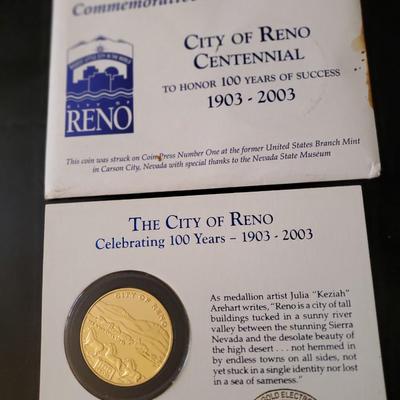 Commemorative
CITY OF RENO
CENTENNIAL
TO HONOR 100 YEARS OF SUCCESS
1903 - 2003
CITY OF
RENO
This coin was struck on Coin Press Number One at the former United States Branch Mint
in Carson City, Nevada with special thanks to the Nevada State Museum
THE CITY OF RENO
Celebrating 100 Years – 1903 - 2003
CITY OF RENO
As medallion artist Julia "Keziah"
Arehart writes, "Reno is a city of tall
buildings tucked in a sunny river
valley between the stunning Sierra
Nevada and the desolate beauty of
the high desert . . . not hemmed in
by endless towns on all sides, not
yet stuck in a single identity nor lost
in a sea of sameness."
GOLD ELECTRO